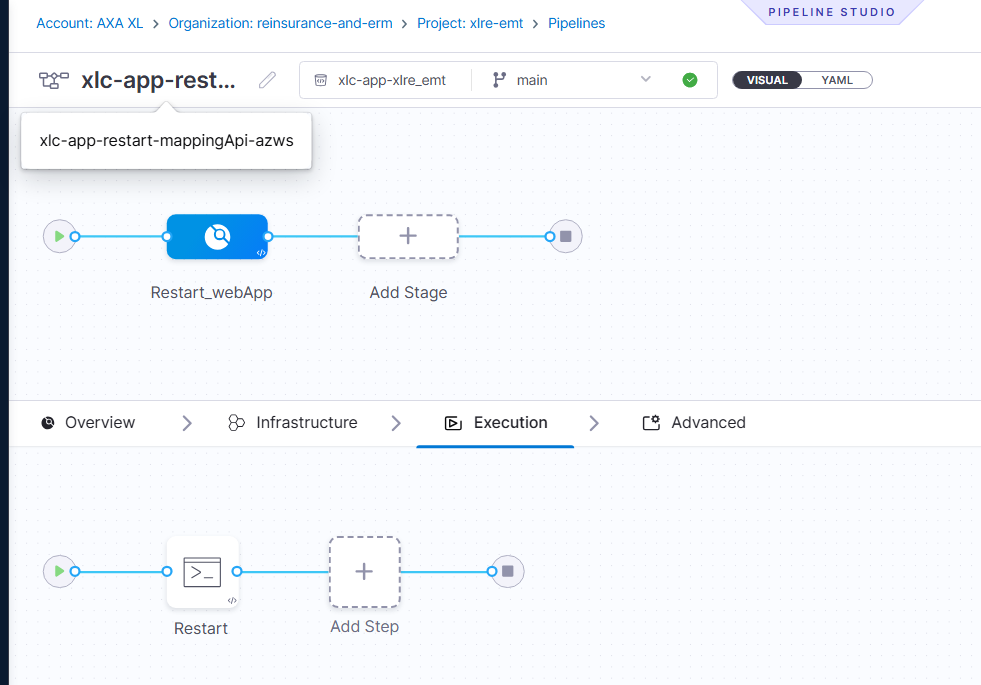 Account: AXA XL > Organization: reinsurance-and-erm > Project: xlre-emt > Pipelines
PIPELINE STUDIO
xlc-app-rest...
xlc-app-xlre_emt
main
VISUAL
YAML
xlc-app-restart-mappingApi-azws
</>
Restart_webApp
Add Stage
Overview > Infrastructure > Execution > Advanced
>_
</>
Restart
Add Step